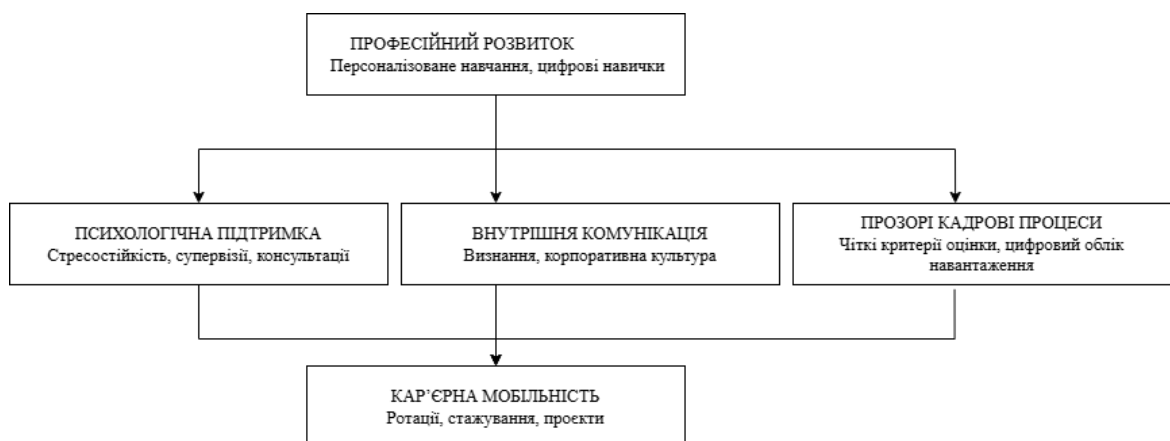 ПРОФЕСІЙНИЙ РОЗВИТОК
Персоналізоване навчання, цифрові навички
ПСИХОЛОГІЧНА ПІДТРИМКА
Стресостійкість, супервізії, консультації
ВНУТРІШНЯ КОМУНІКАЦІЯ
Визнання, корпоративна культура
ПРОЗОРІ КАДРОВІ ПРОЦЕСИ
Чіткі критерії оцінки, цифровий облік
навантаження
КАР’ЄРНА МОБІЛЬНІСТЬ
Ротації, стажування, проєкти